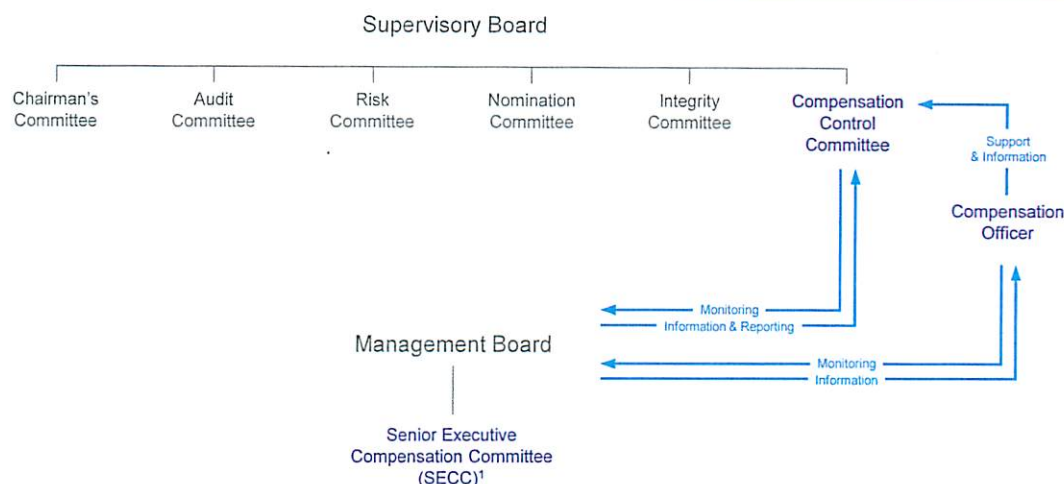 Supervisory Board
Chairman's
Committee
Audit
Committee
Risk
Committee
Nomination
Committee
Integrity
Committee
Compensation
Control
Committee
Support
& Information
Compensation
Officer
Monitoring
Information & Reporting
Management Board
Monitoring
Information
Senior Executive
Compensation Committee
(SECC)¹